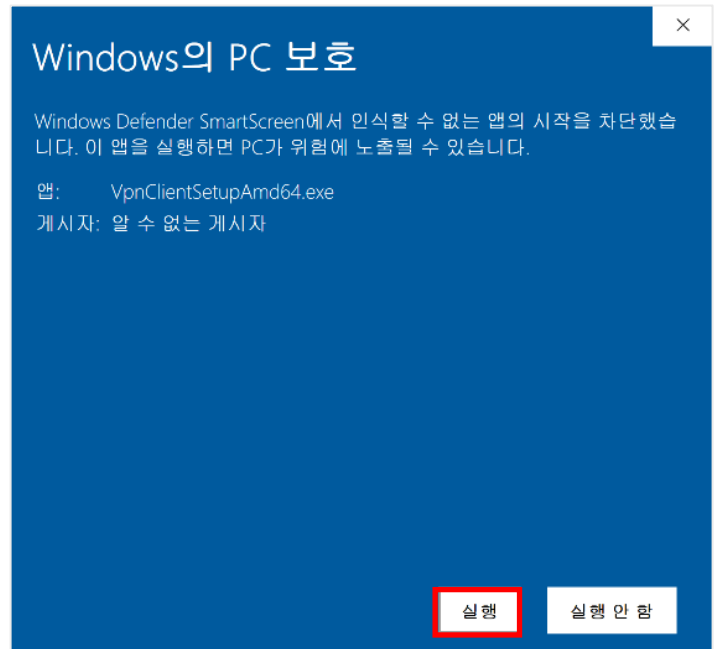 Windows의 PC 보호
Windows Defender SmartScreen에서 인식할 수 없는 앱의 시작을 차단했습
니다. 이 앱을 실행하면 PC가 위험에 노출될 수 있습니다.
앱: VpnClientSetupAmd64.exe
게시자: 알 수 없는 게시자
실행 실행 안 함